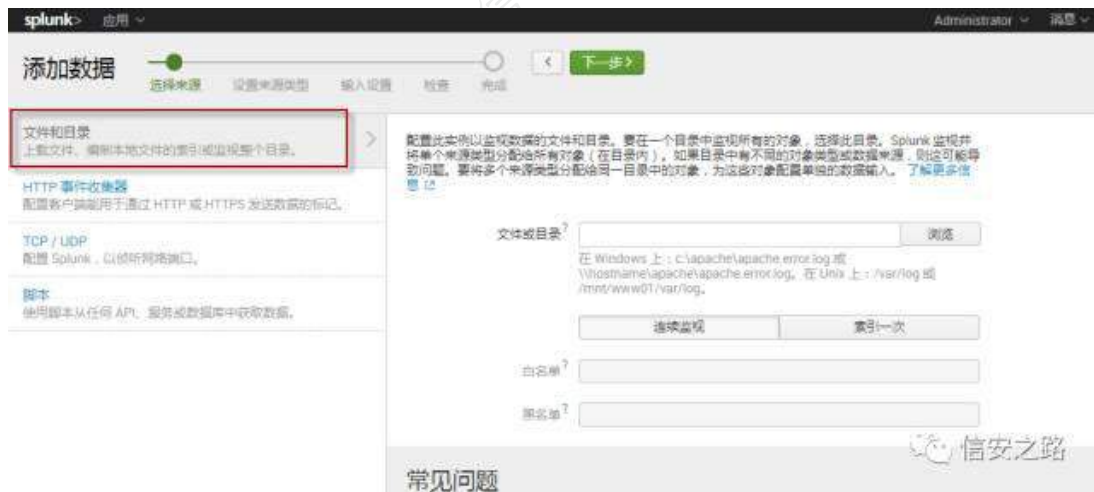 splunk> 应用
Administrator 消息
添加数据
选择来源 设置来源类型 输入设置 检查 完成
< 下一步>
文件和目录
上载文件、编制本地文件的索引或监视整个目录。
HTTP 事件收集器
配置客户端能用于通过 HTTP 或 HTTPS 发送数据的标记。
TCP / UDP
配置 Splunk，以侦听网络端口。
脚本
使用脚本从任何 API、服务或数据库中获取数据。
配置此实例以监视数据的文件和目录。要在一个目录中监视所有的对象，选择此目录。Splunk 监视并
将单个来源类型分配给所有对象（在目录内）。如果目录中有不同的对象类型或数据来源，则这可能导
致问题。要将多个来源类型分配给同一目录中的对象，为这些对象配置单独的数据输入。 了解更多信
息
文件或目录? 浏览
在 Windows 上：c:\apache\apache.error.log 或
\\hostname\apache\apache.error.log。在 Unix 上：/var/log 或
/mnt/www01/var/log。
连续监视 索引一次
白名单?
黑名单?
信安之路
常见问题